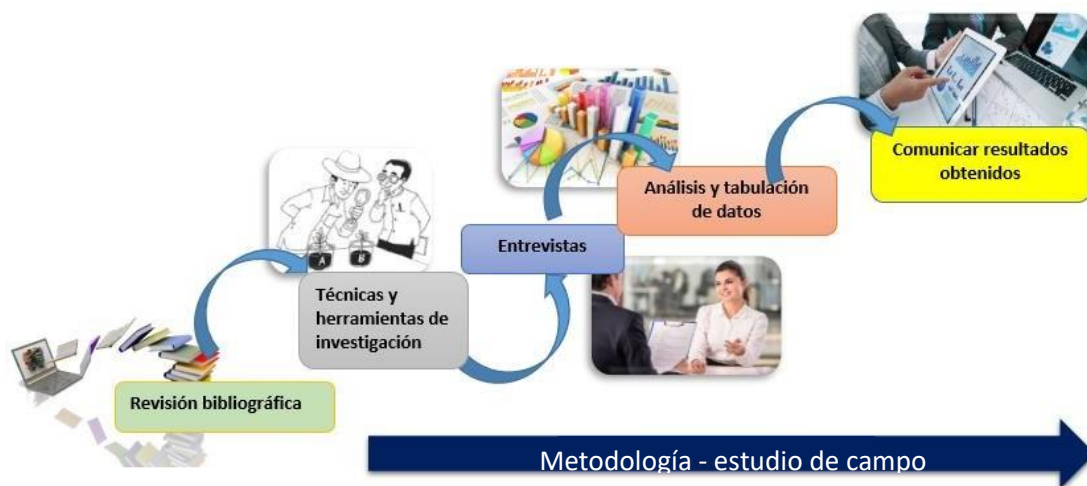 Comunicar resultados
obtenidos
Análisis y tabulación
de datos
Entrevistas
A B
Técnicas y
herramientas de
investigación
Revisión bibliográfica
Metodología - estudio de campo